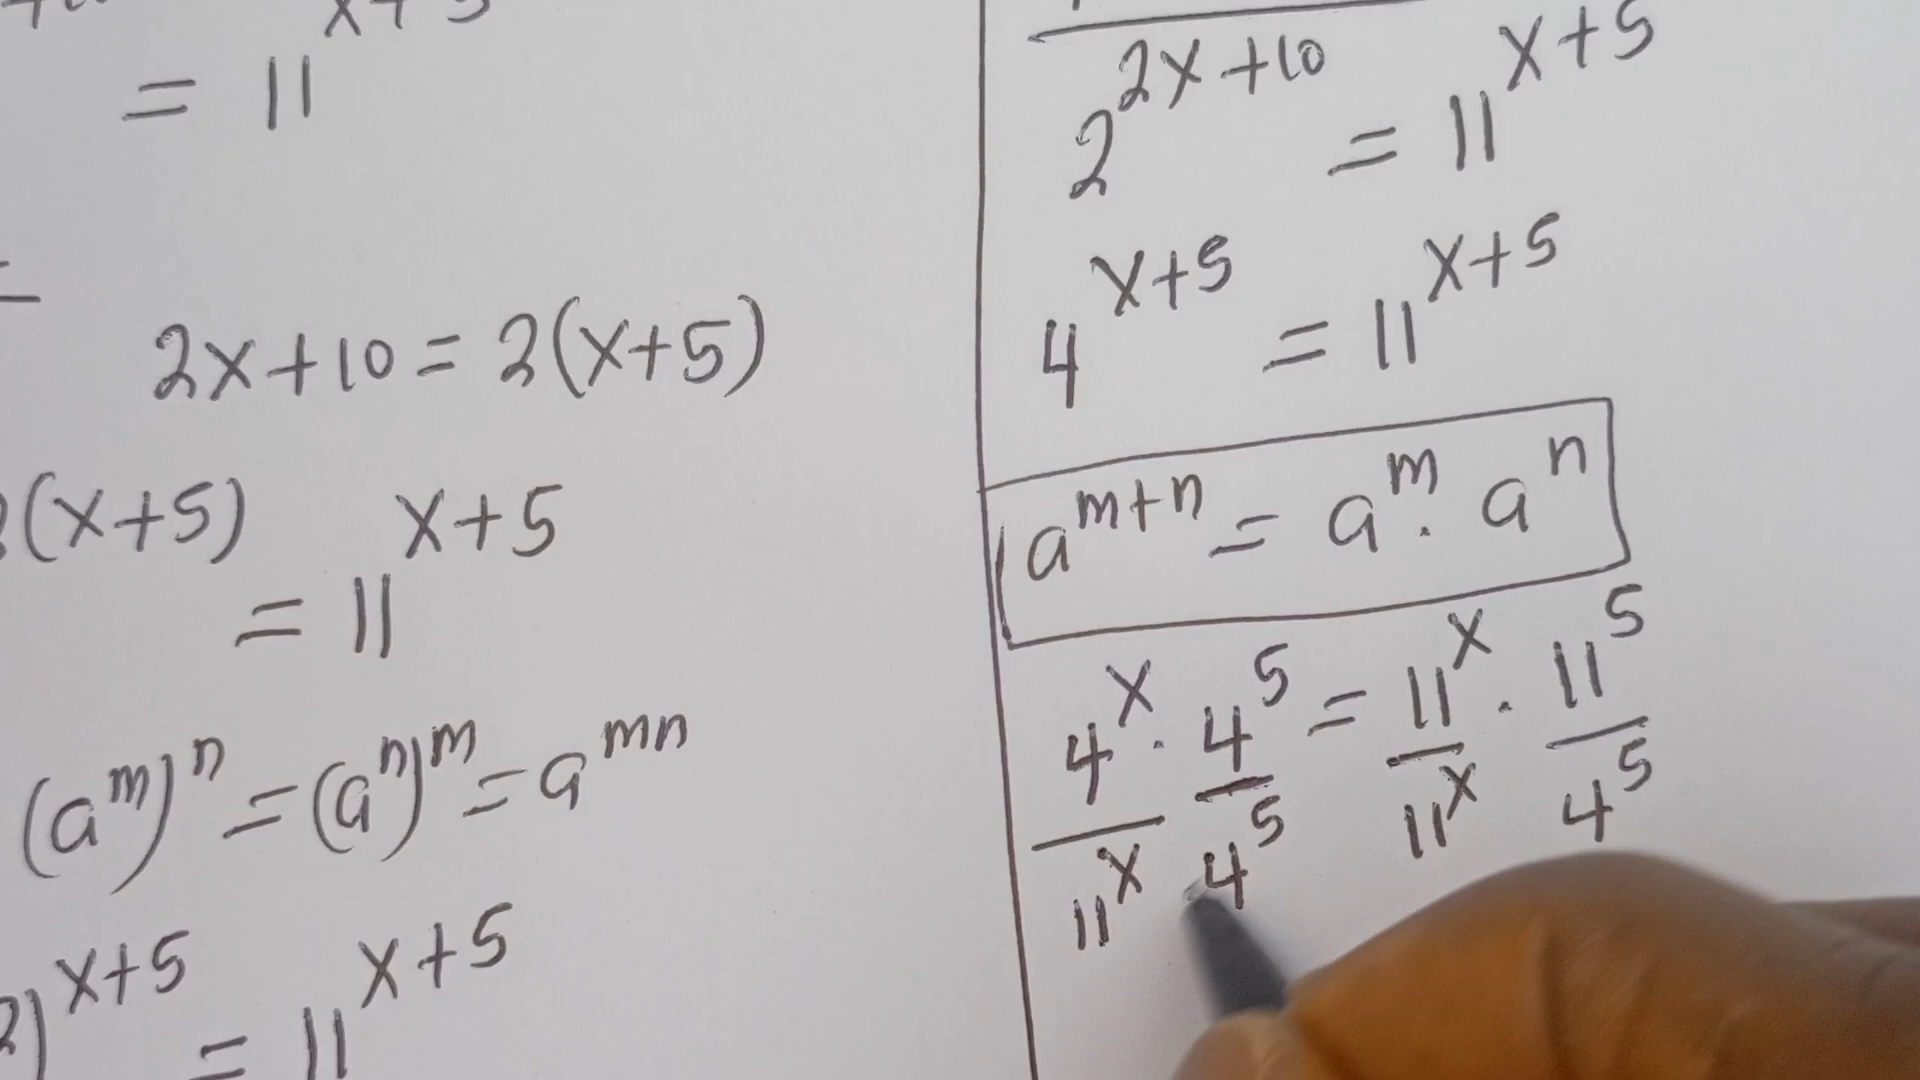 = 11^x+5
2x+10 = 2(x+5)
(x+5) = 11^x+5
(a^m)^n = (a^n)^m = a^mn
)^x+5 = 11^x+5
2^2x+10 = 11^x+5
4^x+5 = 11^x+5
a^m+n = a^m . a^n
4^x . 4^5 = 11^x . 11^5
11^x 4^5 11^x 4^5